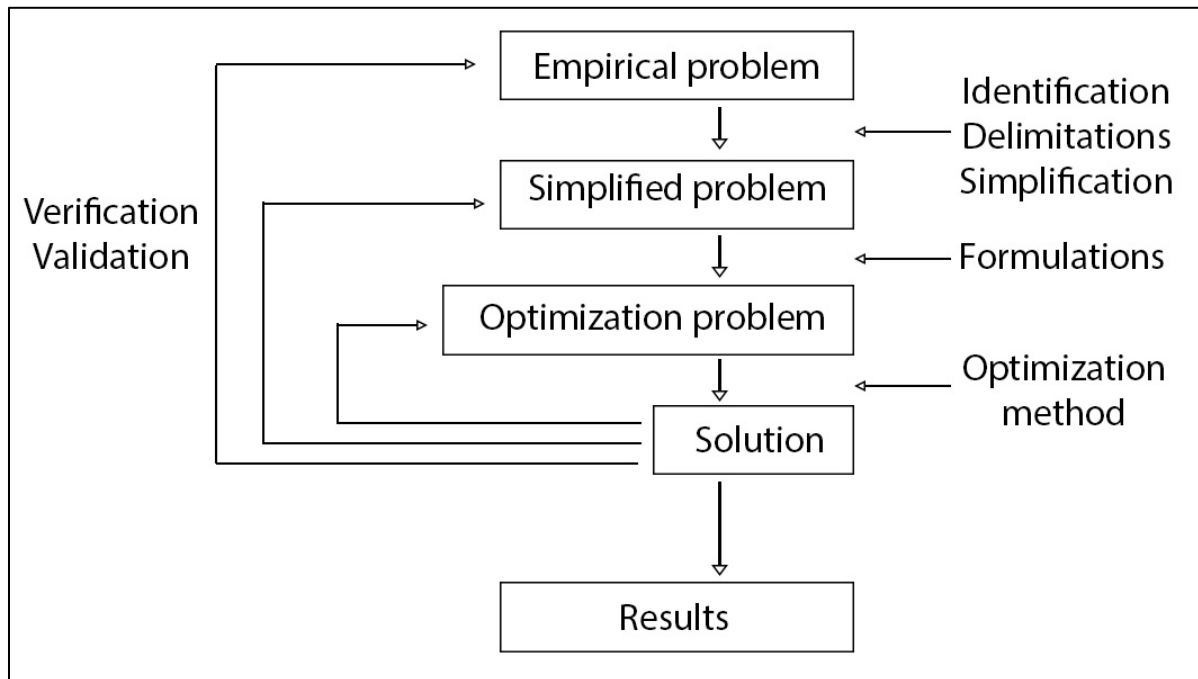 Empirical problem
Identification
Delimitations
Simplification
Simplified problem
Verification
Validation
Formulations
Optimization problem
Optimization
method
Solution
Results